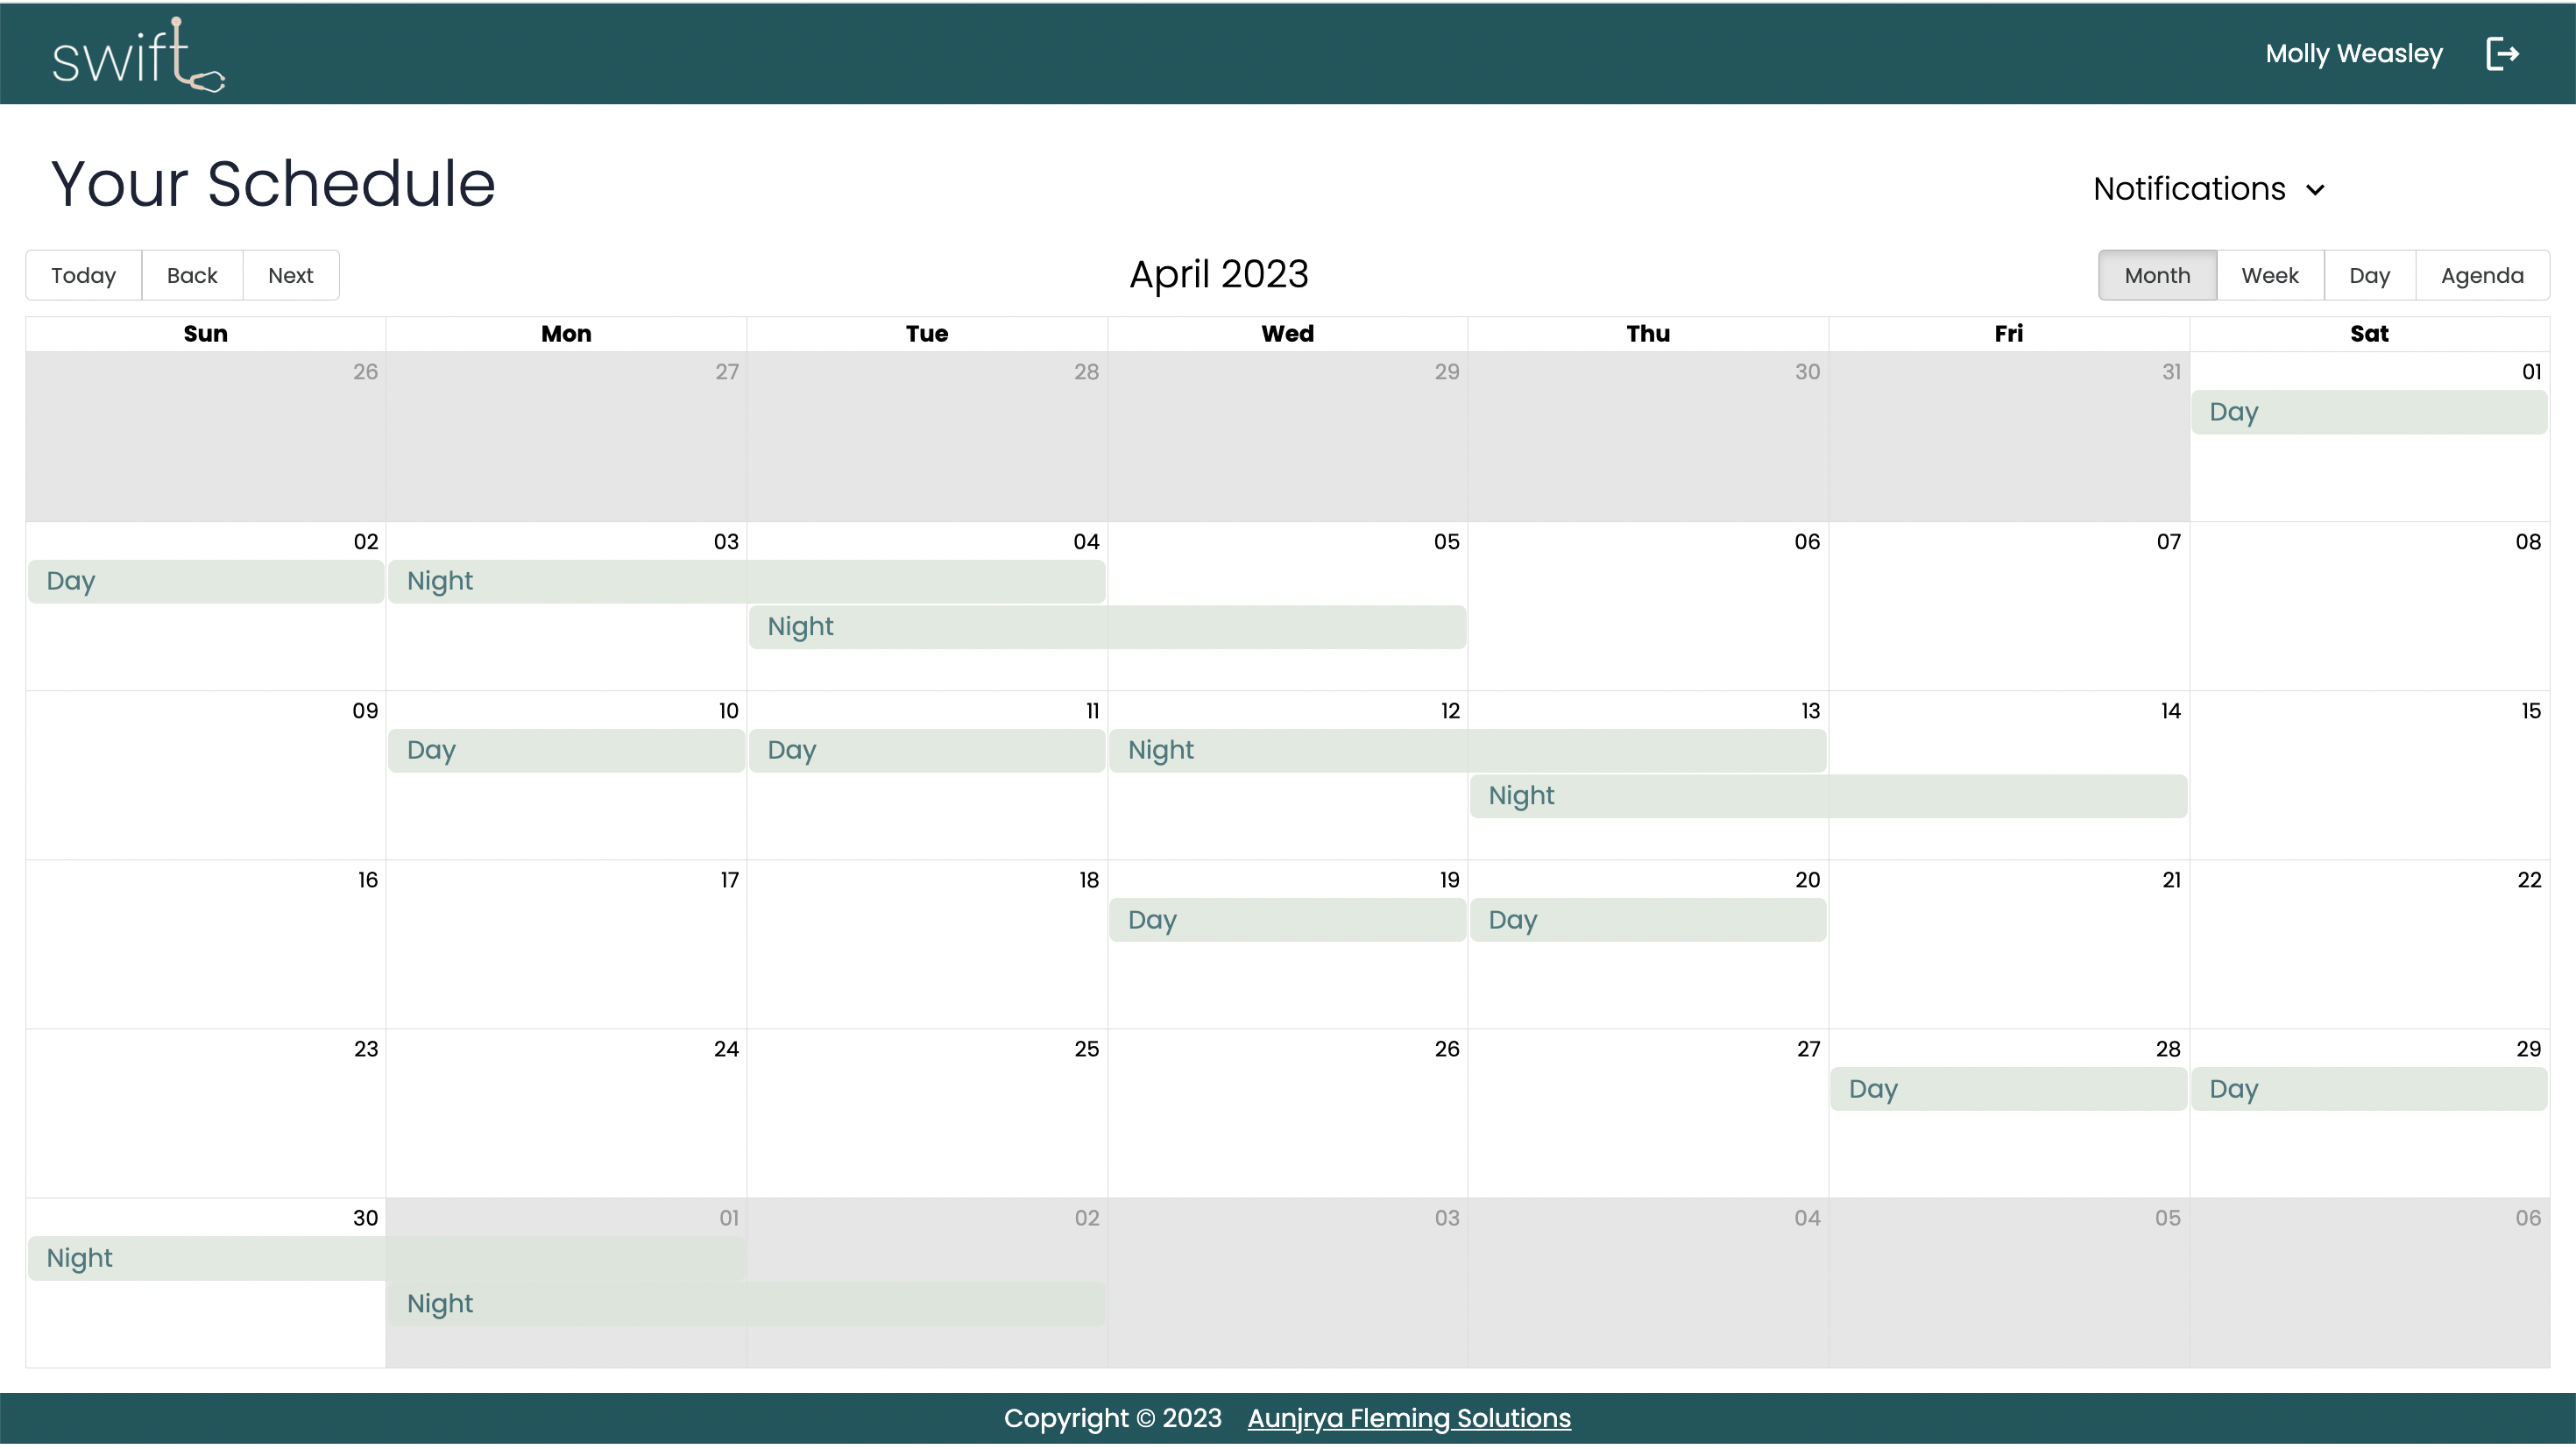 swift
Molly Weasley
Your Schedule
Notifications
Today Back Next
April 2023
Month Week Day Agenda
Sun Mon Tue Wed Thu Fri Sat
26 27 28 29 30 31 01
Day
02 03 04 05 06 07 08
Day Night
Night
09 10 11 12 13 14 15
Day Day Night
Night
16 17 18 19 20 21 22
Day Day
23 24 25 26 27 28 29
Day Day
30 01 02 03 04 05 06
Night
Night
Copyright © 2023 Aunjrya Fleming Solutions